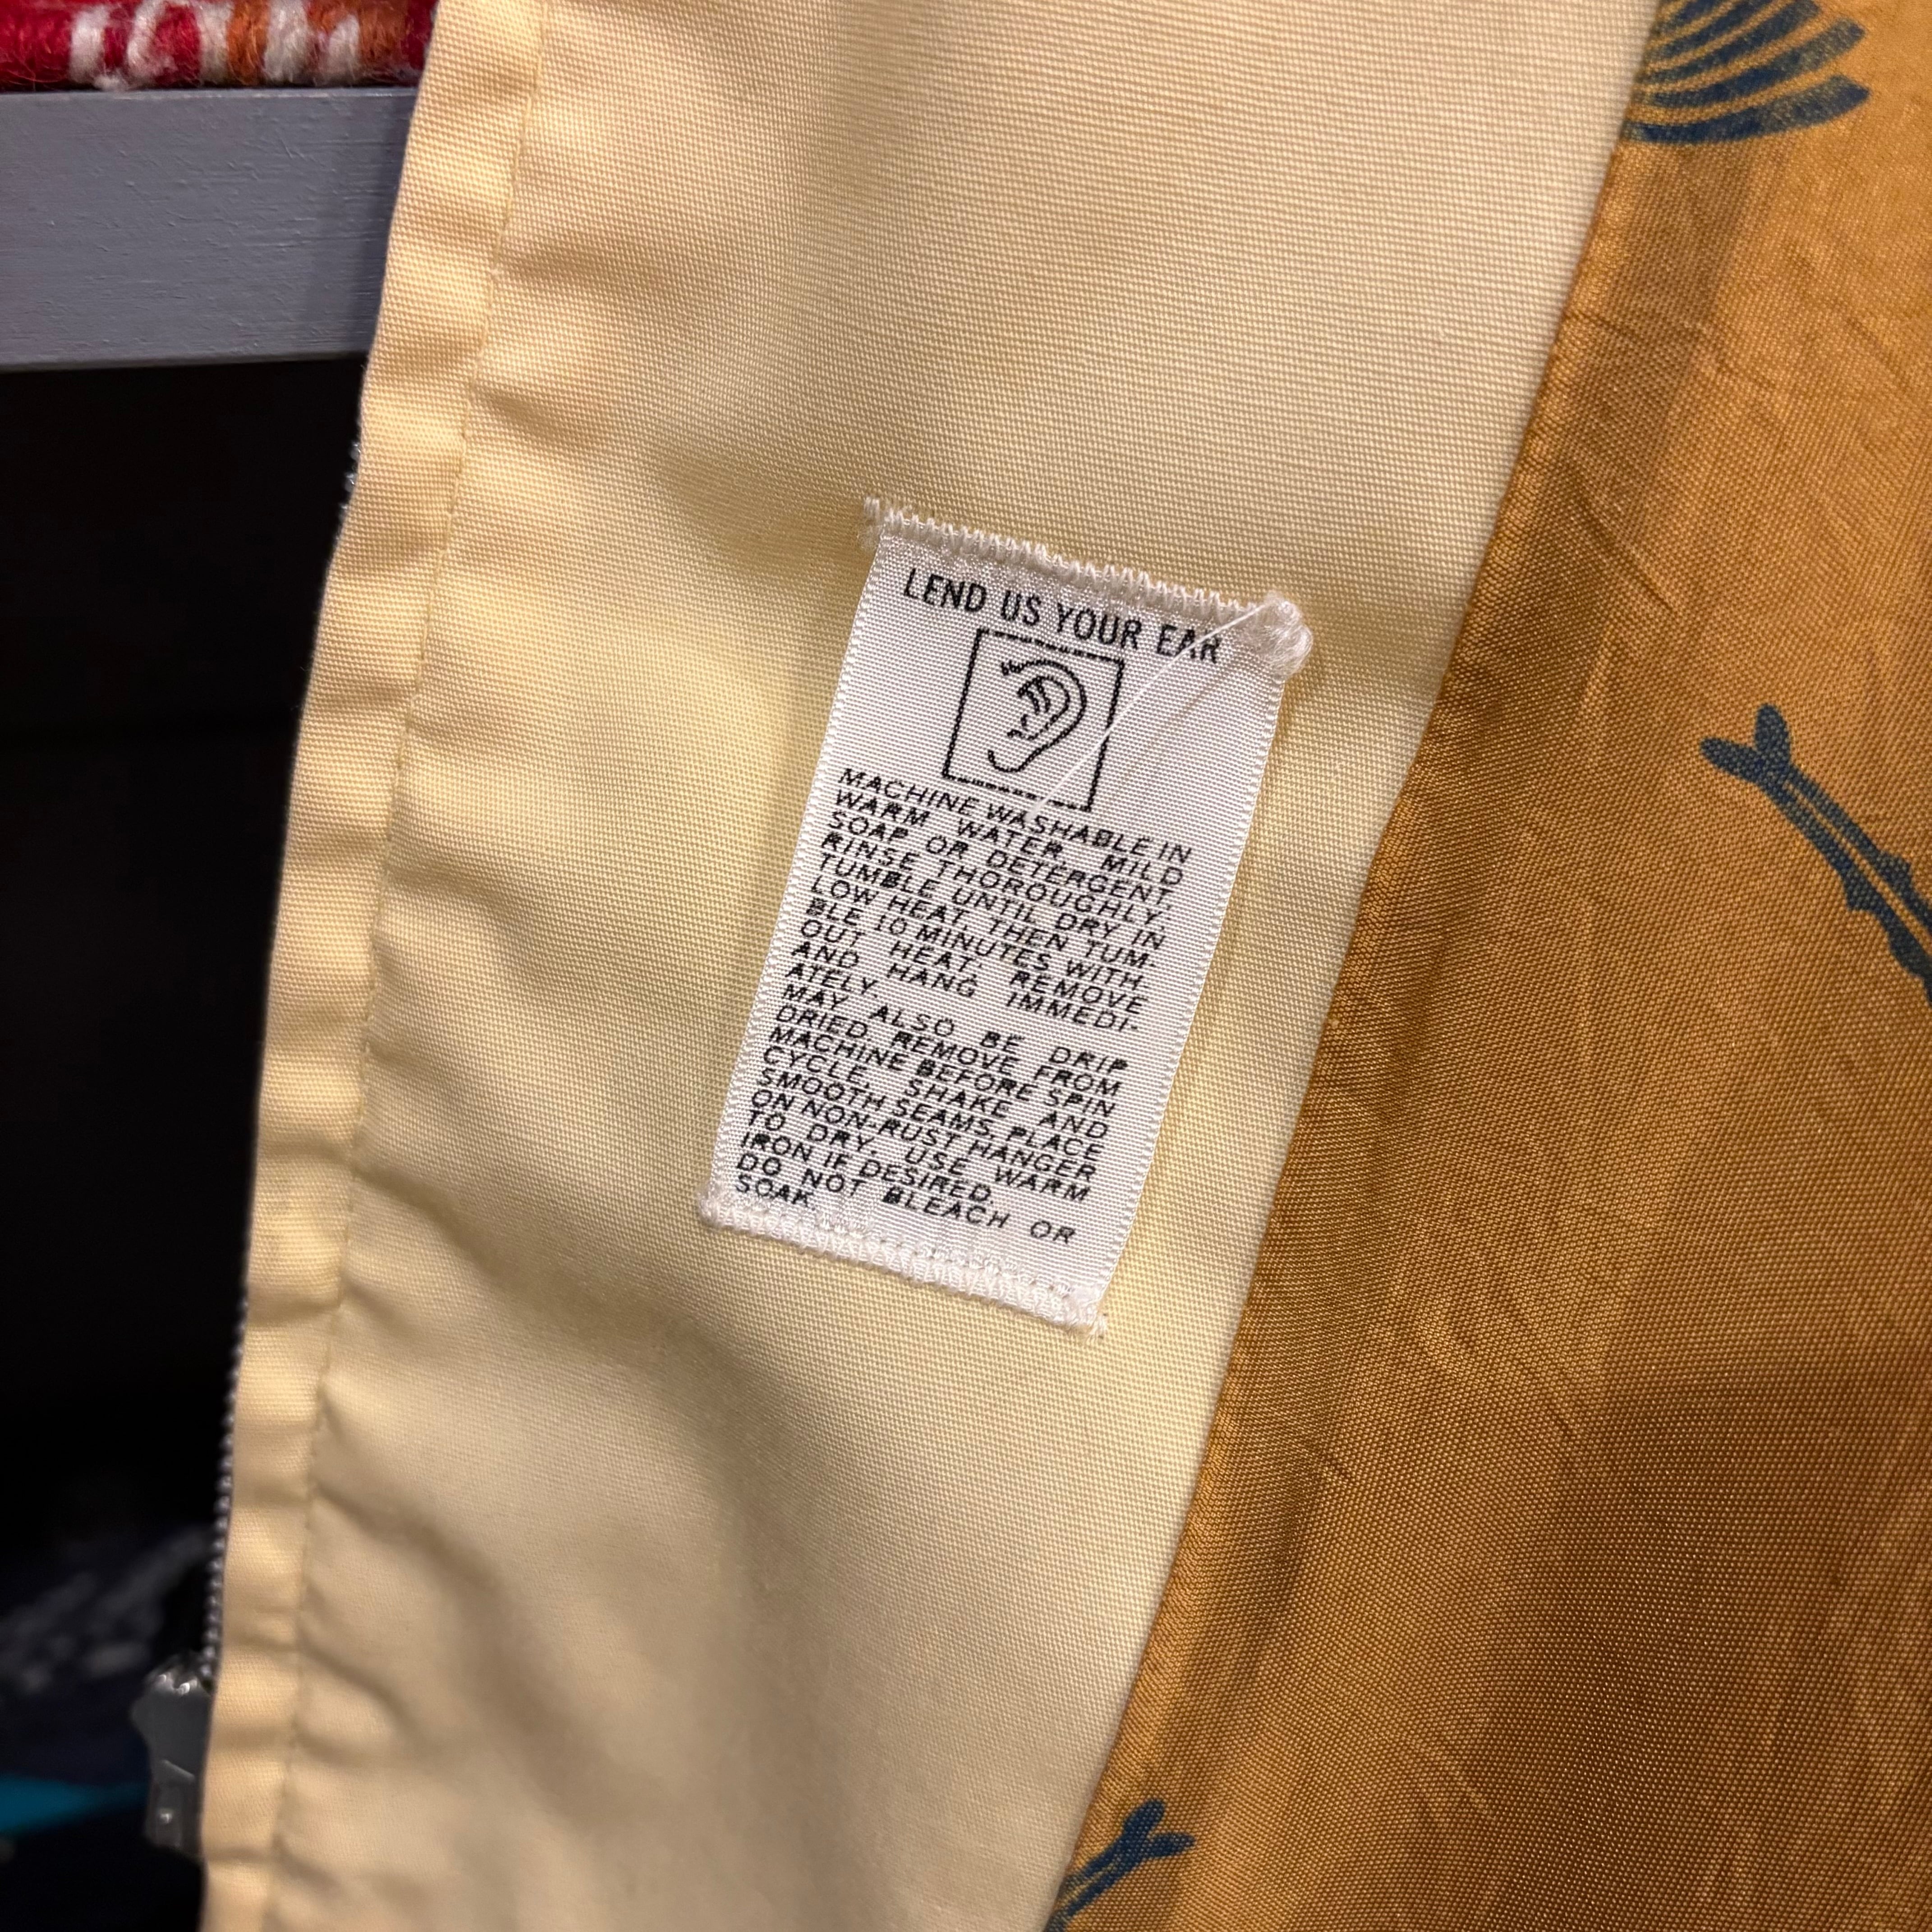 LEND US YOUR EAR
MACHINE WASHABLE IN
WARM WATER. MILD
SOAP OR DETERGENT.
RINSE THOROUGHLY.
TUMBLE UNTIL DRY IN
LOW HEAT THEN TUM-
BLE 10 MINUTES WITH
OUT HEAT. REMOVE
AND HANG IMMEDI-
ATELY.
MAY ALSO BE DRIP
DRIED. REMOVE FROM
MACHINE BEFORE SPIN
CYCLE, SHAKE AND
SMOOTH SEAMS, PLACE
ON NON-RUST HANGER
TO DRY. USE WARM
IRON IF DESIRED.
DO NOT BLEACH OR
SOAK.